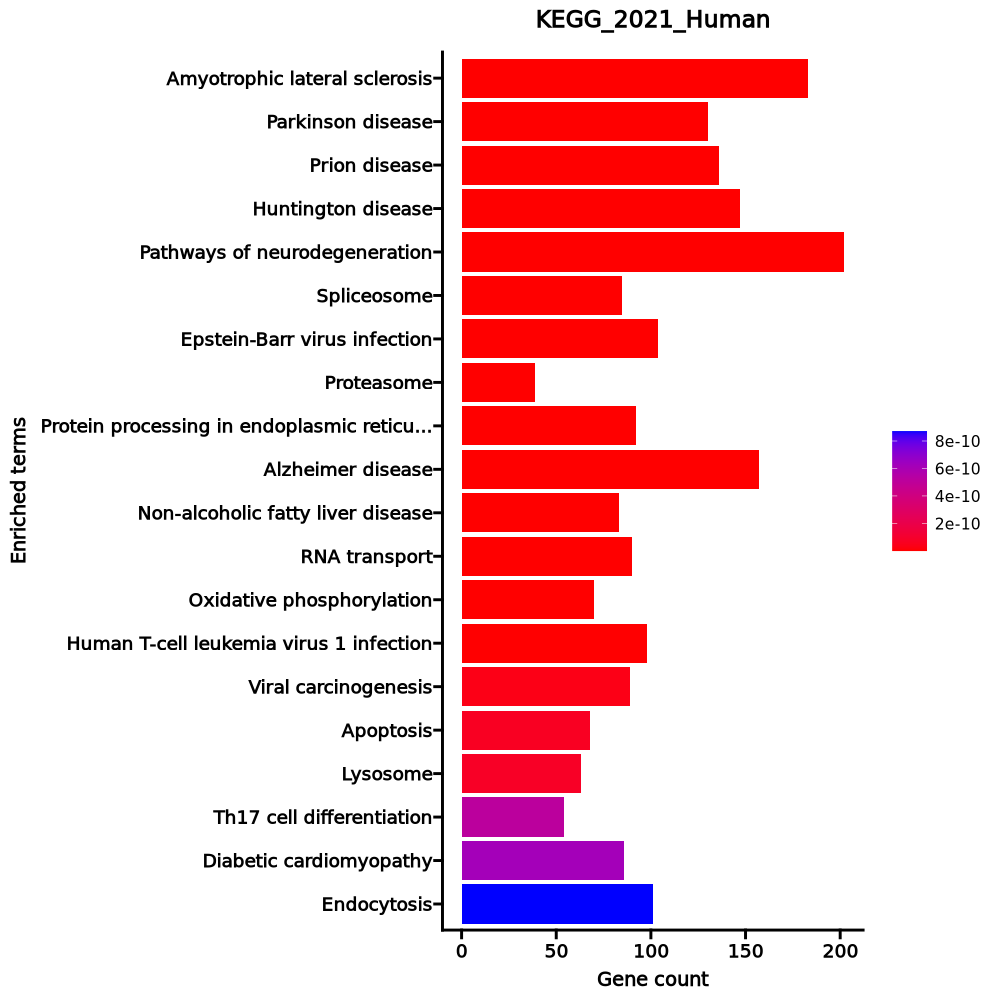 KEGG_2021_Human
Amyotrophic lateral sclerosis
Parkinson disease
Prion disease
Huntington disease
Pathways of neurodegeneration
Spliceosome
Epstein-Barr virus infection
Proteasome
Protein processing in endoplasmic reticu...
Alzheimer disease
Non-alcoholic fatty liver disease
RNA transport
Oxidative phosphorylation
Human T-cell leukemia virus 1 infection
Viral carcinogenesis
Apoptosis
Lysosome
Th17 cell differentiation
Diabetic cardiomyopathy
Endocytosis
Enriched terms
0 50 100 150 200
Gene count
8e-10
6e-10
4e-10
2e-10